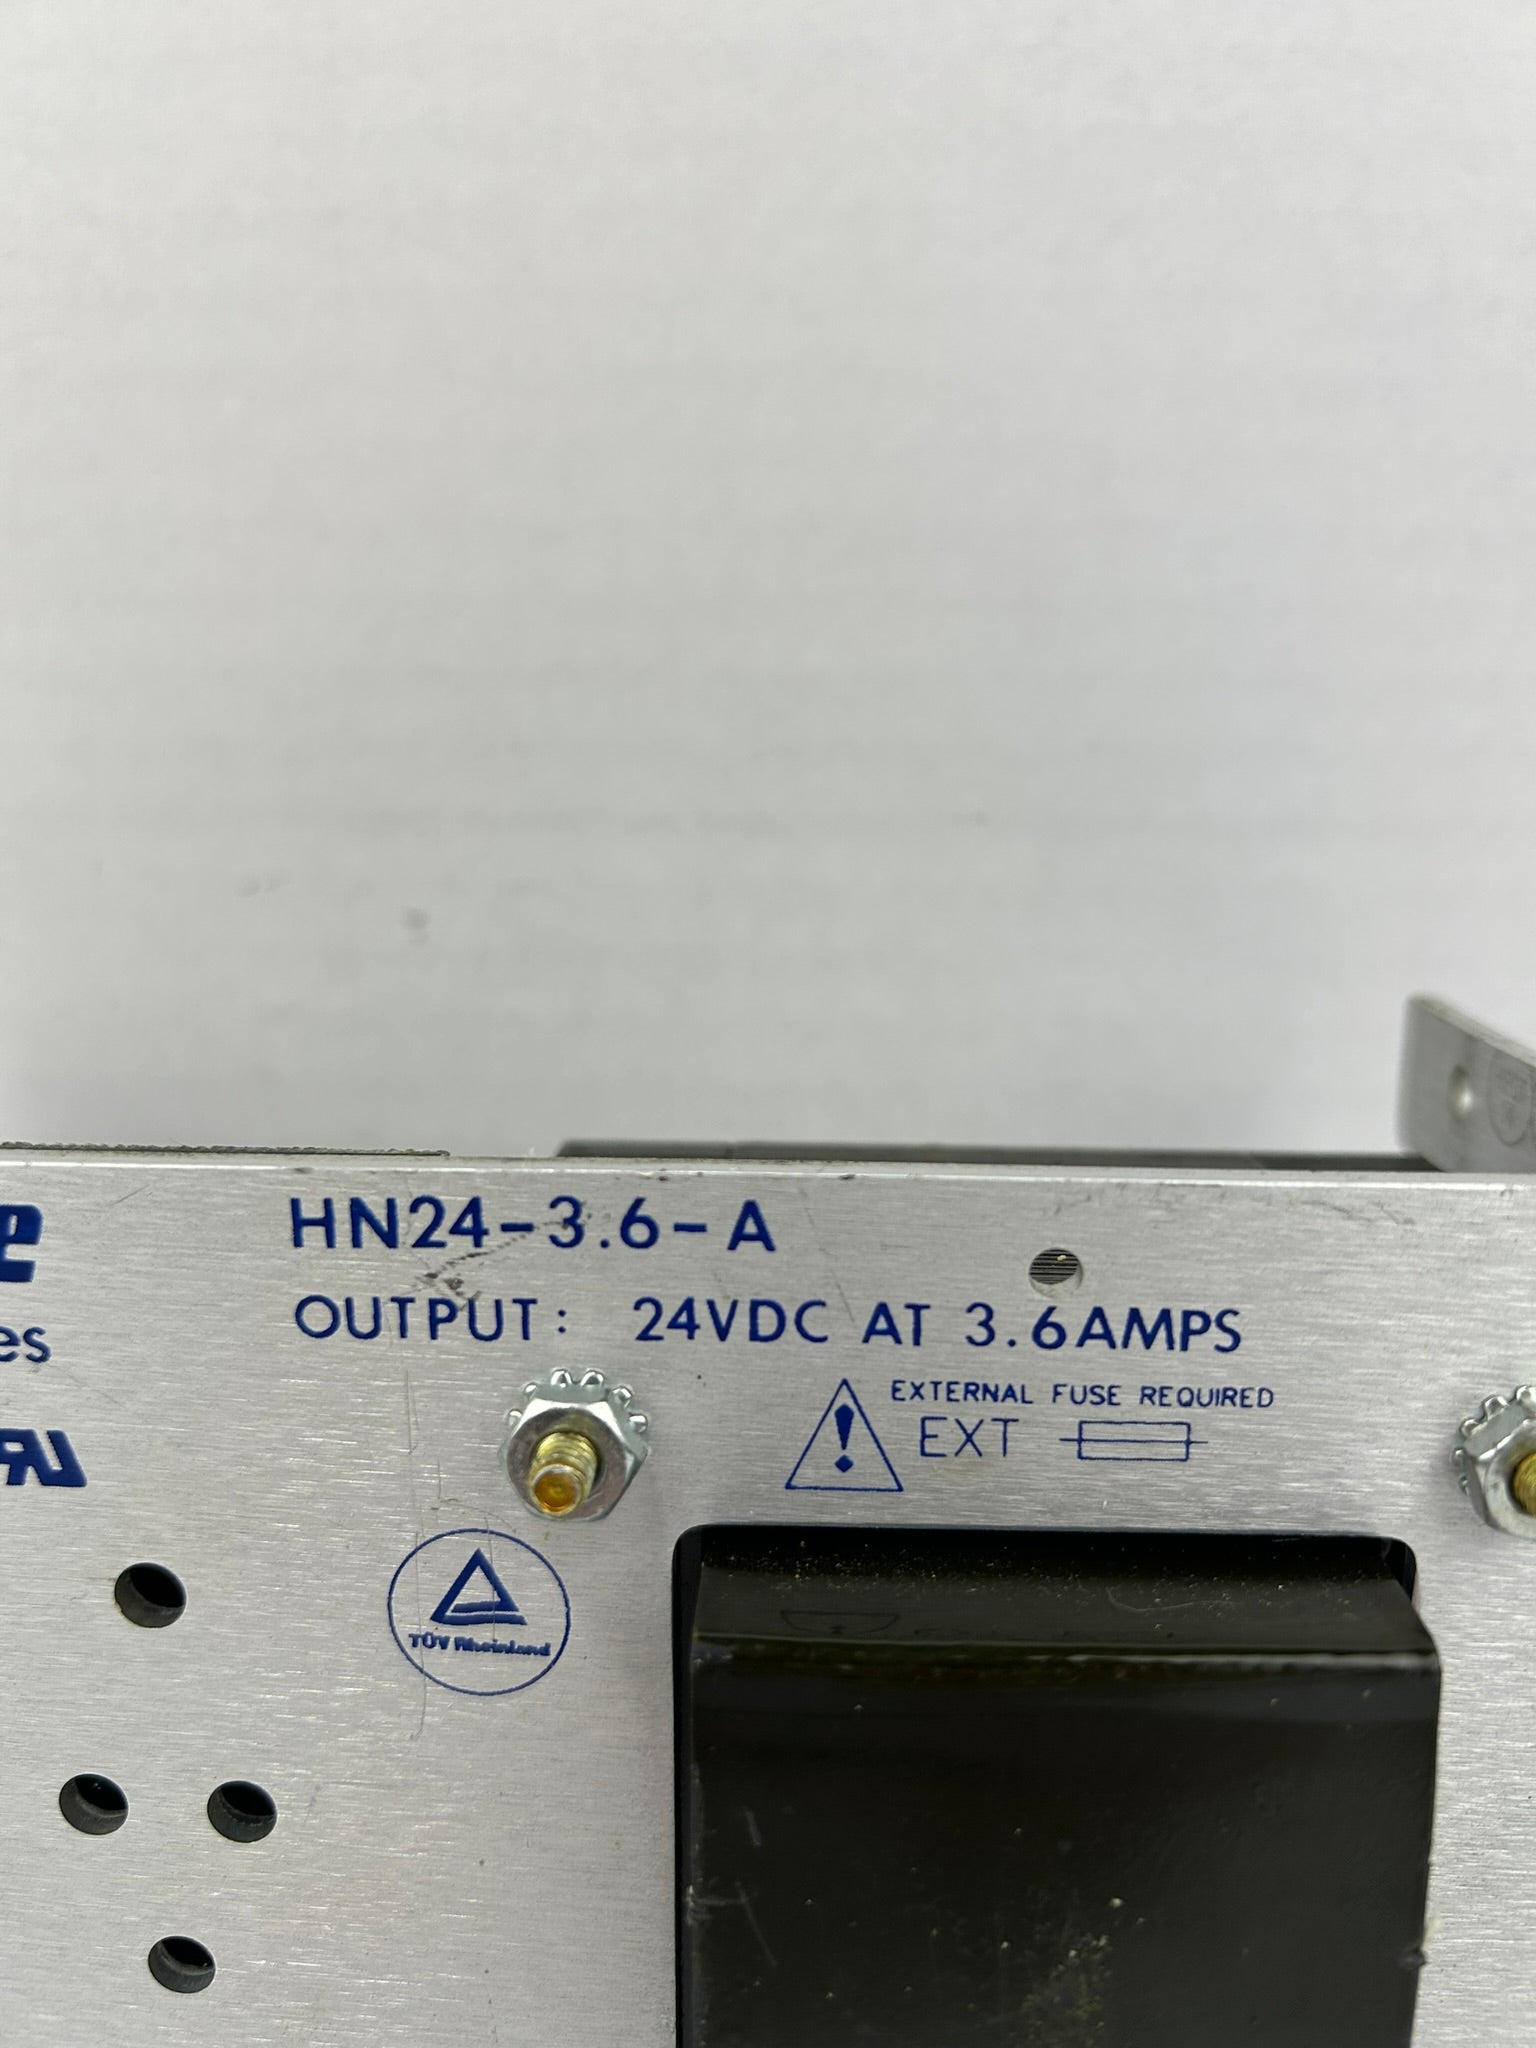 HN24-3.6-A
OUTPUT: 24VDC AT 3.6AMPS
es
EXTERNAL FUSE REQUIRED
EXT
TÜV Rheinland